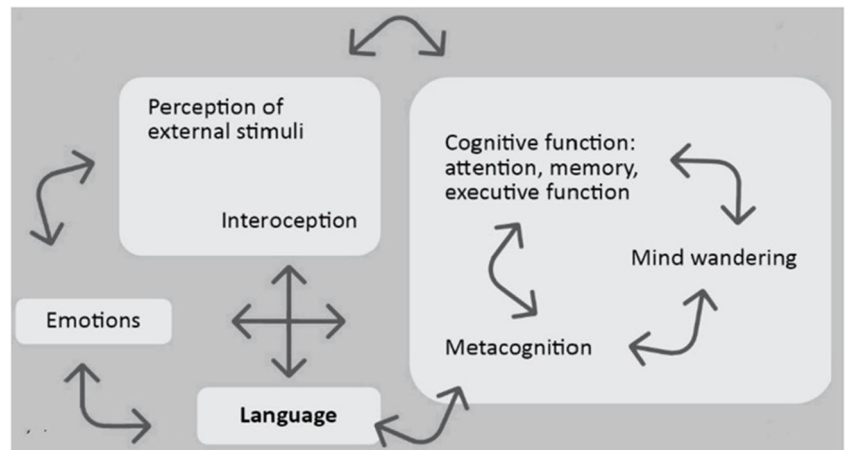 Perception of
external stimuli
Interoception
Cognitive function:
attention, memory,
executive function
Mind wandering
Metacognition
Emotions
Language